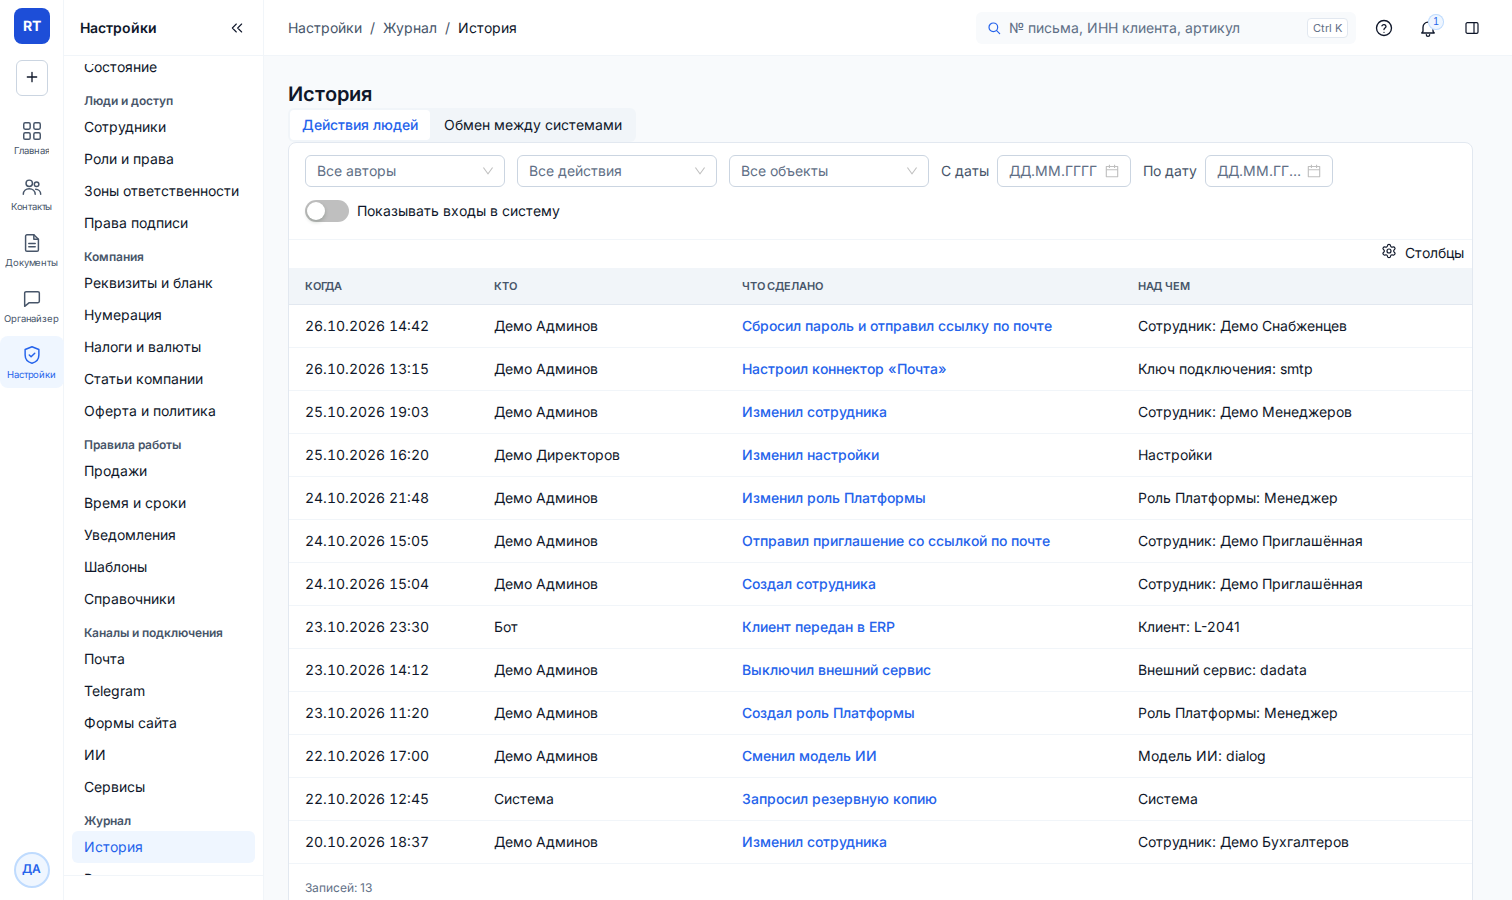 RT
Главная
Контакты
Документы
Органайзер
Настройки
ДА
Настройки
Состояние
Люди и доступ
Сотрудники
Роли и права
Зоны ответственности
Права подписи
Компания
Реквизиты и бланк
Нумерация
Налоги и валюты
Статьи компании
Оферта и политика
Правила работы
Продажи
Время и сроки
Уведомления
Шаблоны
Справочники
Каналы и подключения
Почта
Telegram
Формы сайта
ИИ
Сервисы
Журнал
История
Настройки / Журнал / История
№ письма, ИНН клиента, артикул Ctrl K
1
История
Действия людей Обмен между системами
Все авторы Все действия Все объекты С даты ДД.ММ.ГГГГ По дату ДД.ММ.ГГ...
Показывать входы в систему
Столбцы
КОГДА КТО ЧТО СДЕЛАНО НАД ЧЕМ
26.10.2026 14:42 Демо Админов Сбросил пароль и отправил ссылку по почте Сотрудник: Демо Снабженцев
26.10.2026 13:15 Демо Админов Настроил коннектор «Почта» Ключ подключения: smtp
25.10.2026 19:03 Демо Админов Изменил сотрудника Сотрудник: Демо Менеджеров
25.10.2026 16:20 Демо Директоров Изменил настройки Настройки
24.10.2026 21:48 Демо Админов Изменил роль Платформы Роль Платформы: Менеджер
24.10.2026 15:05 Демо Админов Отправил приглашение со ссылкой по почте Сотрудник: Демо Приглашённая
24.10.2026 15:04 Демо Админов Создал сотрудника Сотрудник: Демо Приглашённая
23.10.2026 23:30 Бот Клиент передан в ERP Клиент: L-2041
23.10.2026 14:12 Демо Админов Выключил внешний сервис Внешний сервис: dadata
23.10.2026 11:20 Демо Админов Создал роль Платформы Роль Платформы: Менеджер
22.10.2026 17:00 Демо Админов Сменил модель ИИ Модель ИИ: dialog
22.10.2026 12:45 Система Запросил резервную копию Система
20.10.2026 18:37 Демо Админов Изменил сотрудника Сотрудник: Демо Бухгалтеров
Записей: 13